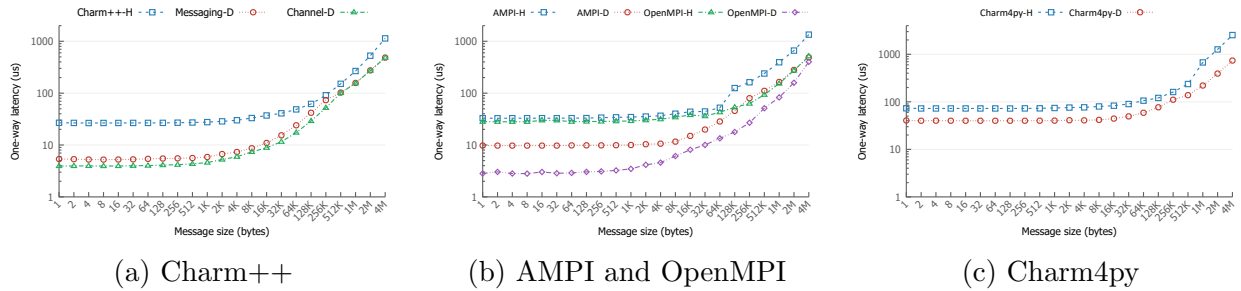 Charm++-H Messaging-D Channel-D
One-way latency (us)
1000
100
10
1
1 2 4 8 16 32 64 128 256 512 1K 2K 4K 8K 16K 32K 64K 128K 256K 512K 1M 2M 4M
Message size (bytes)
(a) Charm++
AMPI-H AMPI-D OpenMPI-H OpenMPI-D
One-way latency (us)
1000
100
10
1
1 2 4 8 16 32 64 128 256 512 1K 2K 4K 8K 16K 32K 64K 128K 256K 512K 1M 2M 4M
Message size (bytes)
(b) AMPI and OpenMPI
Charm4py-H Charm4py-D
One-way latency (us)
1000
100
10
1
1 2 4 8 16 32 64 128 256 512 1K 2K 4K 8K 16K 32K 64K 128K 256K 512K 1M 2M 4M
Message size (bytes)
(c) Charm4py